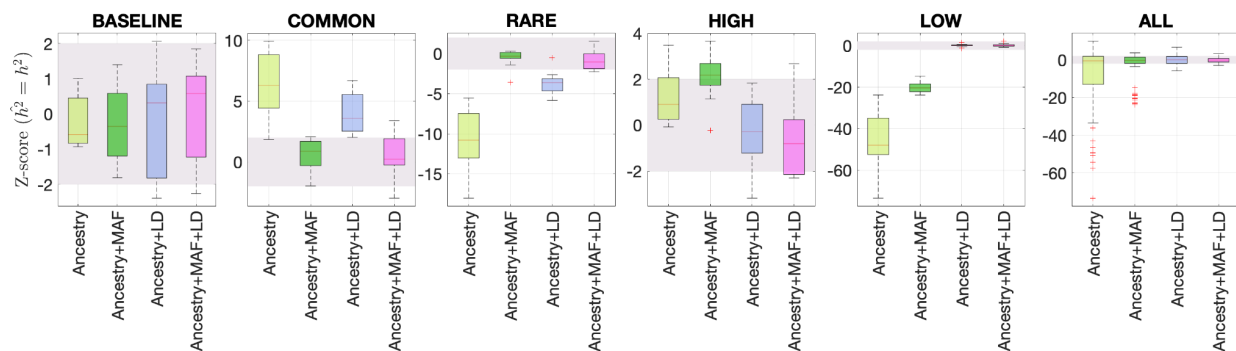 BASELINE
COMMON
RARE
HIGH
LOW
ALL
Z-score (ĥ² = h²)
2
1
0
-1
-2
10
5
0
0
-5
-10
-15
4
2
0
-2
0
-20
-40
-60
0
-20
-40
-60
Ancestry
Ancestry+MAF
Ancestry+LD
Ancestry+MAF+LD
Ancestry
Ancestry+MAF
Ancestry+LD
Ancestry+MAF+LD
Ancestry
Ancestry+MAF
Ancestry+LD
Ancestry+MAF+LD
Ancestry
Ancestry+MAF
Ancestry+LD
Ancestry+MAF+LD
Ancestry
Ancestry+MAF
Ancestry+LD
Ancestry+MAF+LD
Ancestry
Ancestry+MAF
Ancestry+LD
Ancestry+MAF+LD